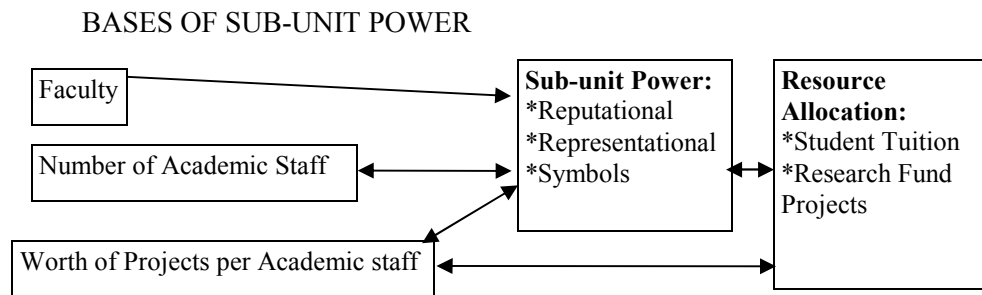 BASES OF SUB-UNIT POWER
Faculty
Number of Academic Staff
Worth of Projects per Academic staff
Sub-unit Power:
*Reputational
*Representational
*Symbols
Resource
Allocation:
*Student Tuition
*Research Fund
Projects